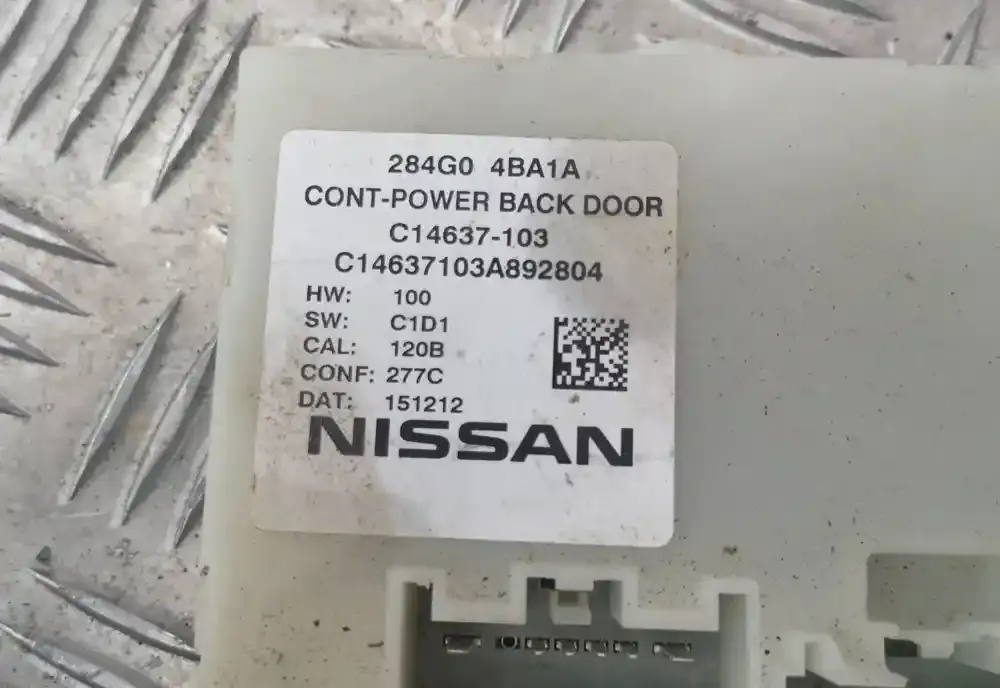 284G0 4BA1A
CONT-POWER BACK DOOR
C14637-103
C14637103A892804
HW: 100
SW: C1D1
CAL: 120B
CONF: 277C
DAT: 151212
NISSAN